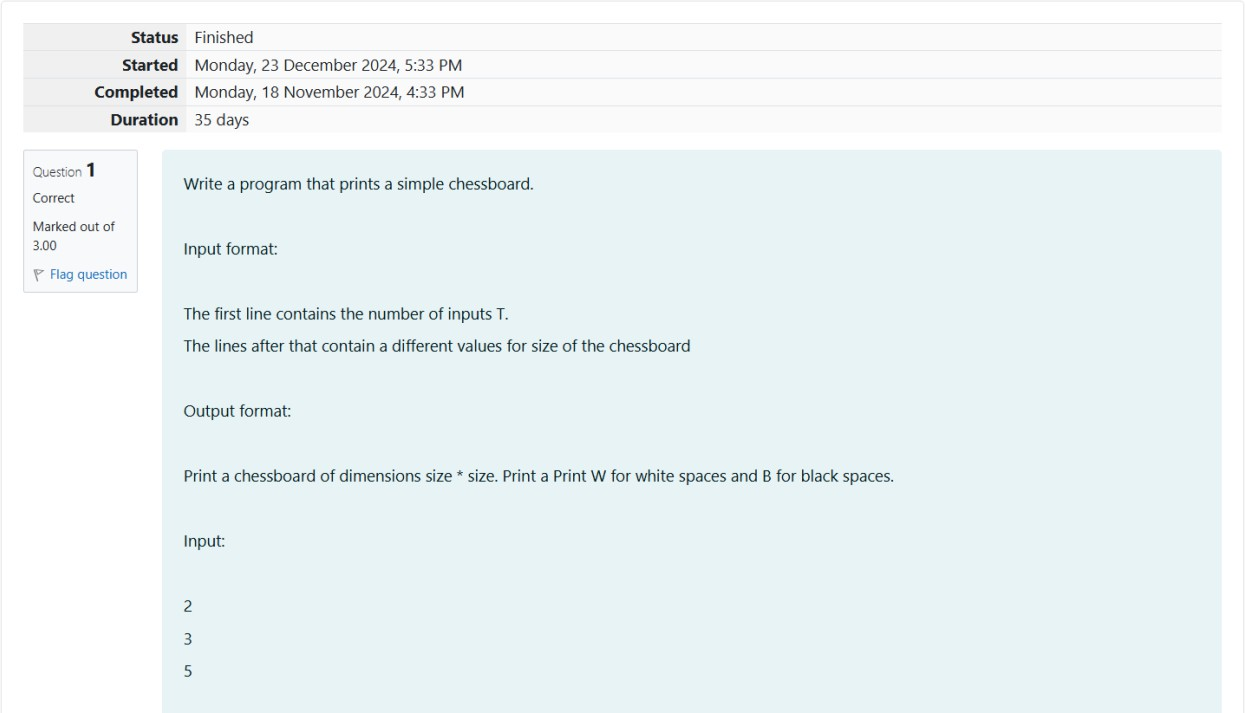 Status Finished
Started Monday, 23 December 2024, 5:33 PM
Completed Monday, 18 November 2024, 4:33 PM
Duration 35 days
Question 1
Correct
Marked out of
3.00
Flag question
Write a program that prints a simple chessboard.
Input format:
The first line contains the number of inputs T.
The lines after that contain a different values for size of the chessboard
Output format:
Print a chessboard of dimensions size * size. Print a Print W for white spaces and B for black spaces.
Input:
2
3
5